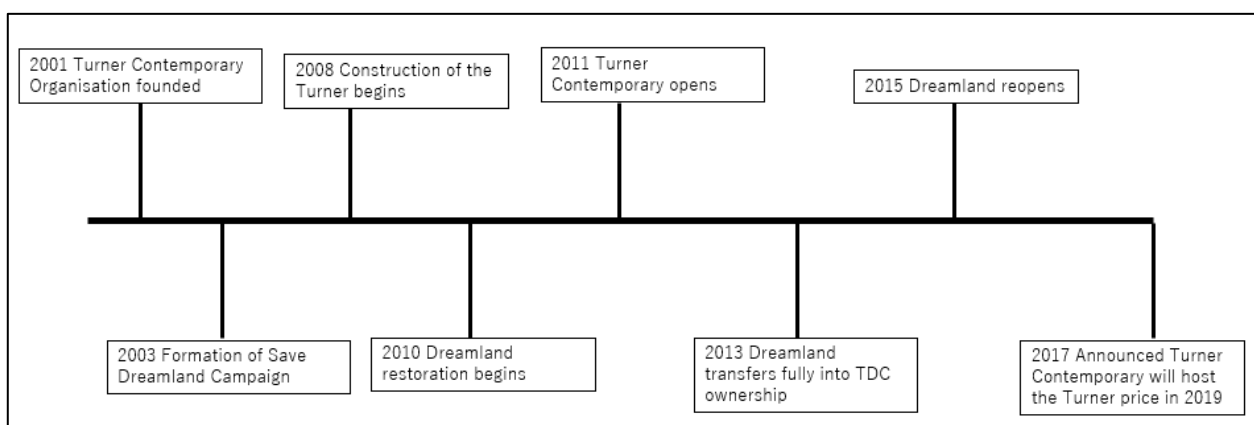 2001 Turner Contemporary
Organisation founded
2008 Construction of the
Turner begins
2011 Turner
Contemporary opens
2015 Dreamland reopens
2003 Formation of Save
Dreamland Campaign
2010 Dreamland
restoration begins
2013 Dreamland
transfers fully into TDC
ownership
2017 Announced Turner
Contemporary will host
the Turner price in 2019